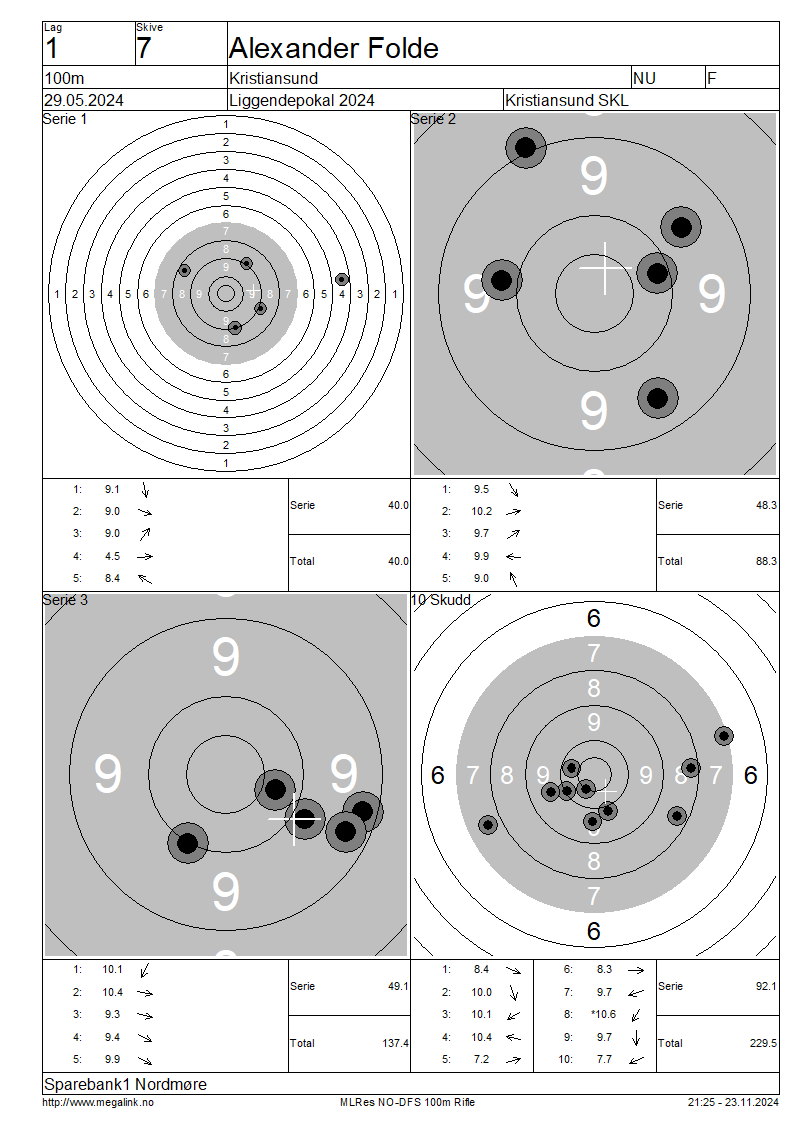 Lag
Skive
1
7
Alexander Folde
100m
Kristiansund
NU
F
29.05.2024
Liggendepokal 2024
Kristiansund SKL
Serie 1
1
2
3
4
5
6
7
8
9
1 2 3 4 5 6 7 8 9 9 8 7 6 5 4 3 2 1
9
8
7
6
5
4
3
2
1
Serie 2
9
9 9
9
1: 9.1
2: 9.0
3: 9.0
4: 4.5
5: 8.4
Serie 40.0
Total 40.0
1: 9.5
2: 10.2
3: 9.7
4: 9.9
5: 9.0
Serie 48.3
Total 88.3
Serie 3
9
9 9
9
10 Skudd
6
7
8
9
6 7 8 9 9 8 7 6
8
7
6
1: 10.1
2: 10.4
3: 9.3
4: 9.4
5: 9.9
Serie 49.1
Total 137.4
1: 8.4 6: 8.3
2: 10.0 7: 9.7
3: 10.1 8: *10.6
4: 10.4 9: 9.7
5: 7.2 10: 7.7
Serie 92.1
Total 229.5
Sparebank1 Nordmøre
http://www.megalink.no MLRes NO-DFS 100m Rifle 21:25 - 23.11.2024